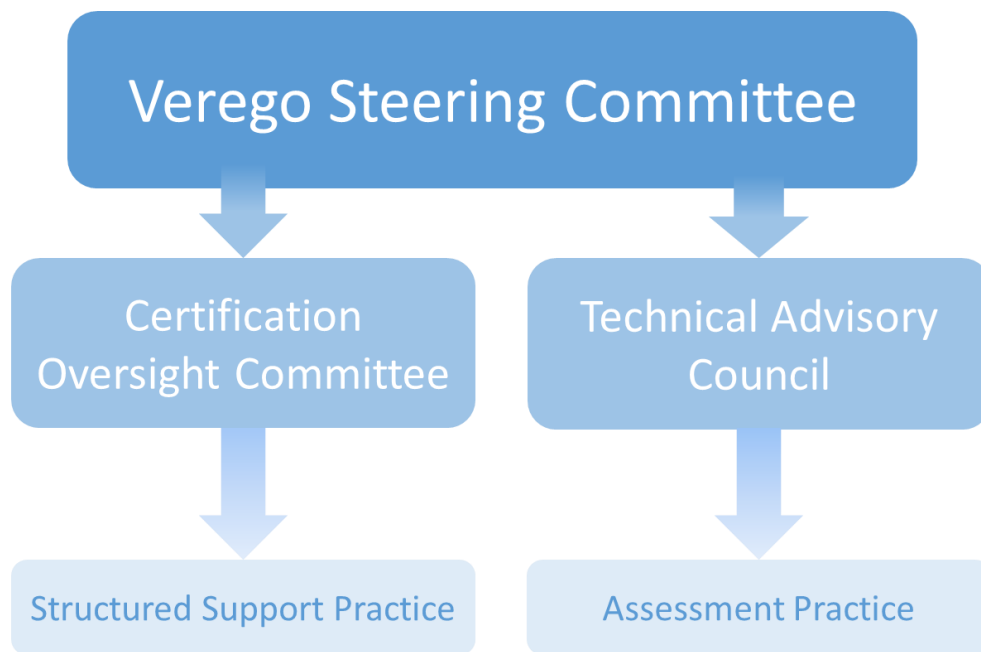 Verego Steering Committee
Certification
Oversight Committee
Technical Advisory
Council
Structured Support Practice
Assessment Practice